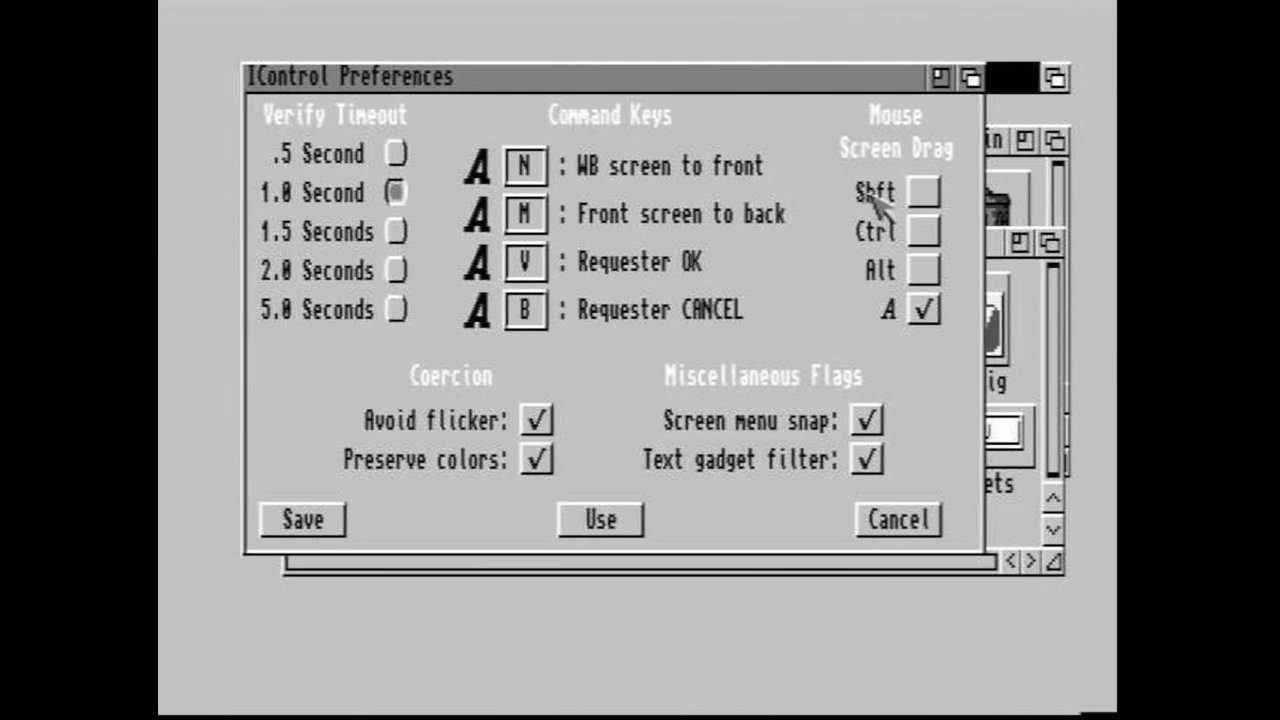 IControl Preferences
Verify Timeout
.5 Second
1.0 Second
1.5 Seconds
2.0 Seconds
5.0 Seconds
Command Keys
A N : WB screen to front
A M : Front screen to back
A V : Requester OK
A B : Requester CANCEL
Mouse
Screen Drag
Shft
Ctrl
Alt
A
Coercion
Avoid flicker:
Preserve colors:
Miscellaneous Flags
Screen menu snap:
Text gadget filter:
Save
Use
Cancel
in
ig
ets